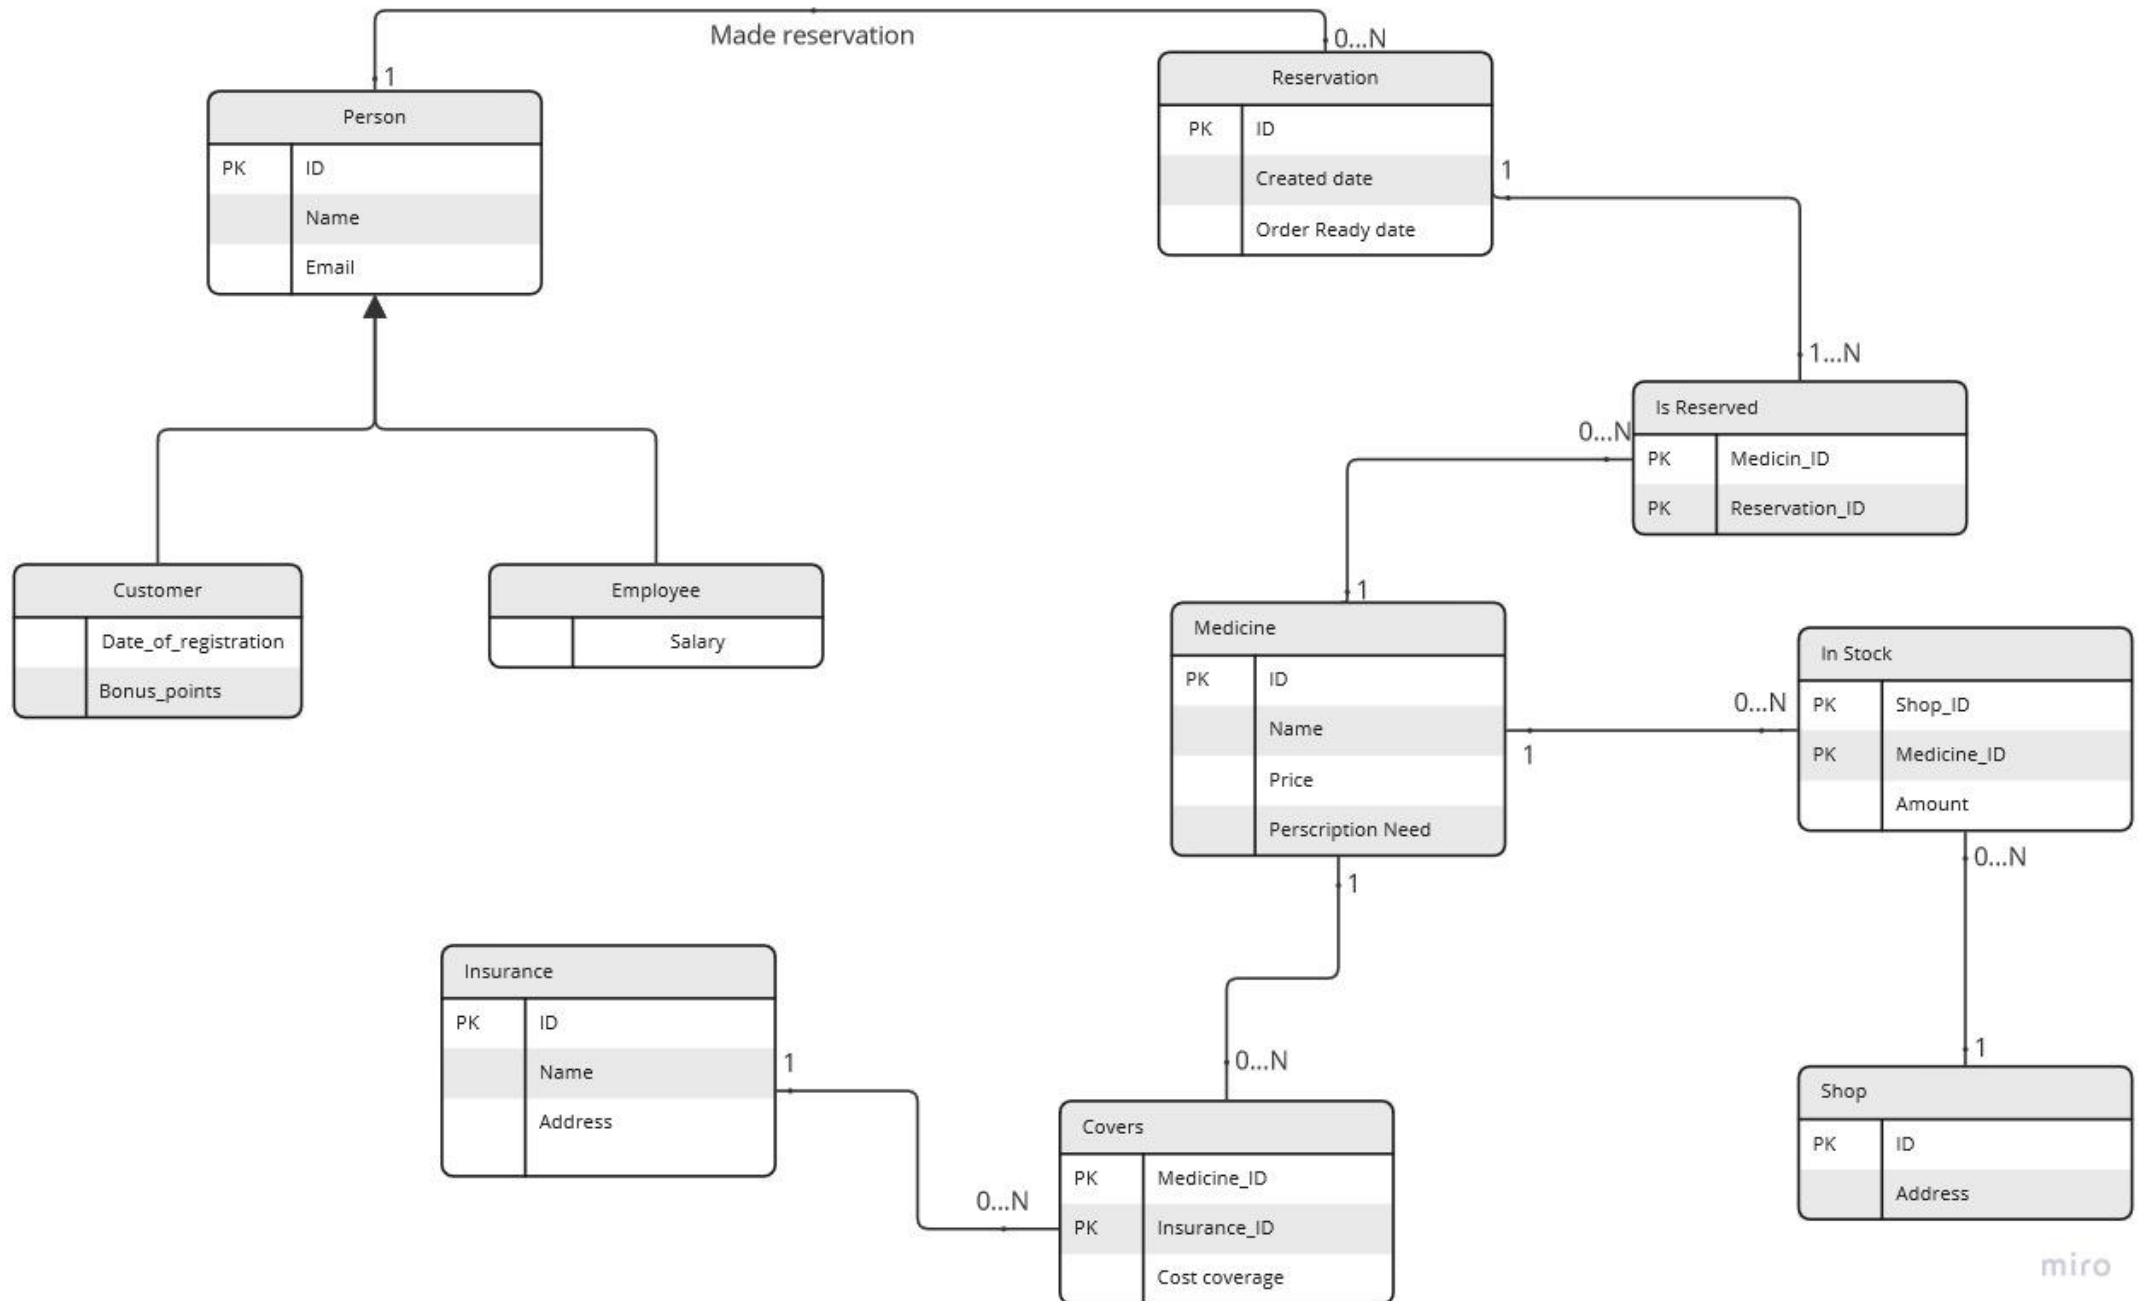 Made reservation
1
0...N
Person
PK ID
Name
Email
Reservation
PK ID
Created date
Order Ready date
1
1...N
Is Reserved
PK Medicin_ID
PK Reservation_ID
0...N
1
Customer
Date_of_registration
Bonus_points
Employee
Salary
Medicine
PK ID
Name
Price
Perscription Need
1
0...N
In Stock
PK Shop_ID
PK Medicine_ID
Amount
0...N
1
Shop
PK ID
Address
1
0...N
Insurance
PK ID
Name
Address
1
0...N
Covers
PK Medicine_ID
PK Insurance_ID
Cost coverage
miro